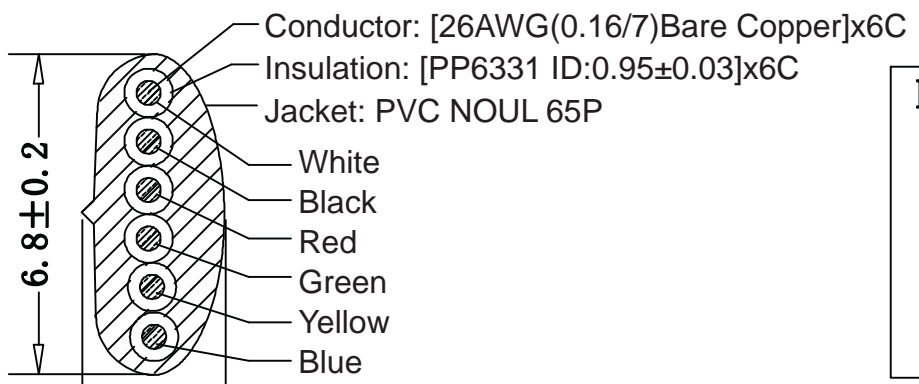 Conductor: [26AWG(0.16/7)Bare Copper]x6C
Insulation: [PP6331 ID:0.95±0.03]x6C
Jacket: PVC NOUL 65P
White
Black
Red
Green
Yellow
Blue
6.8±0.2